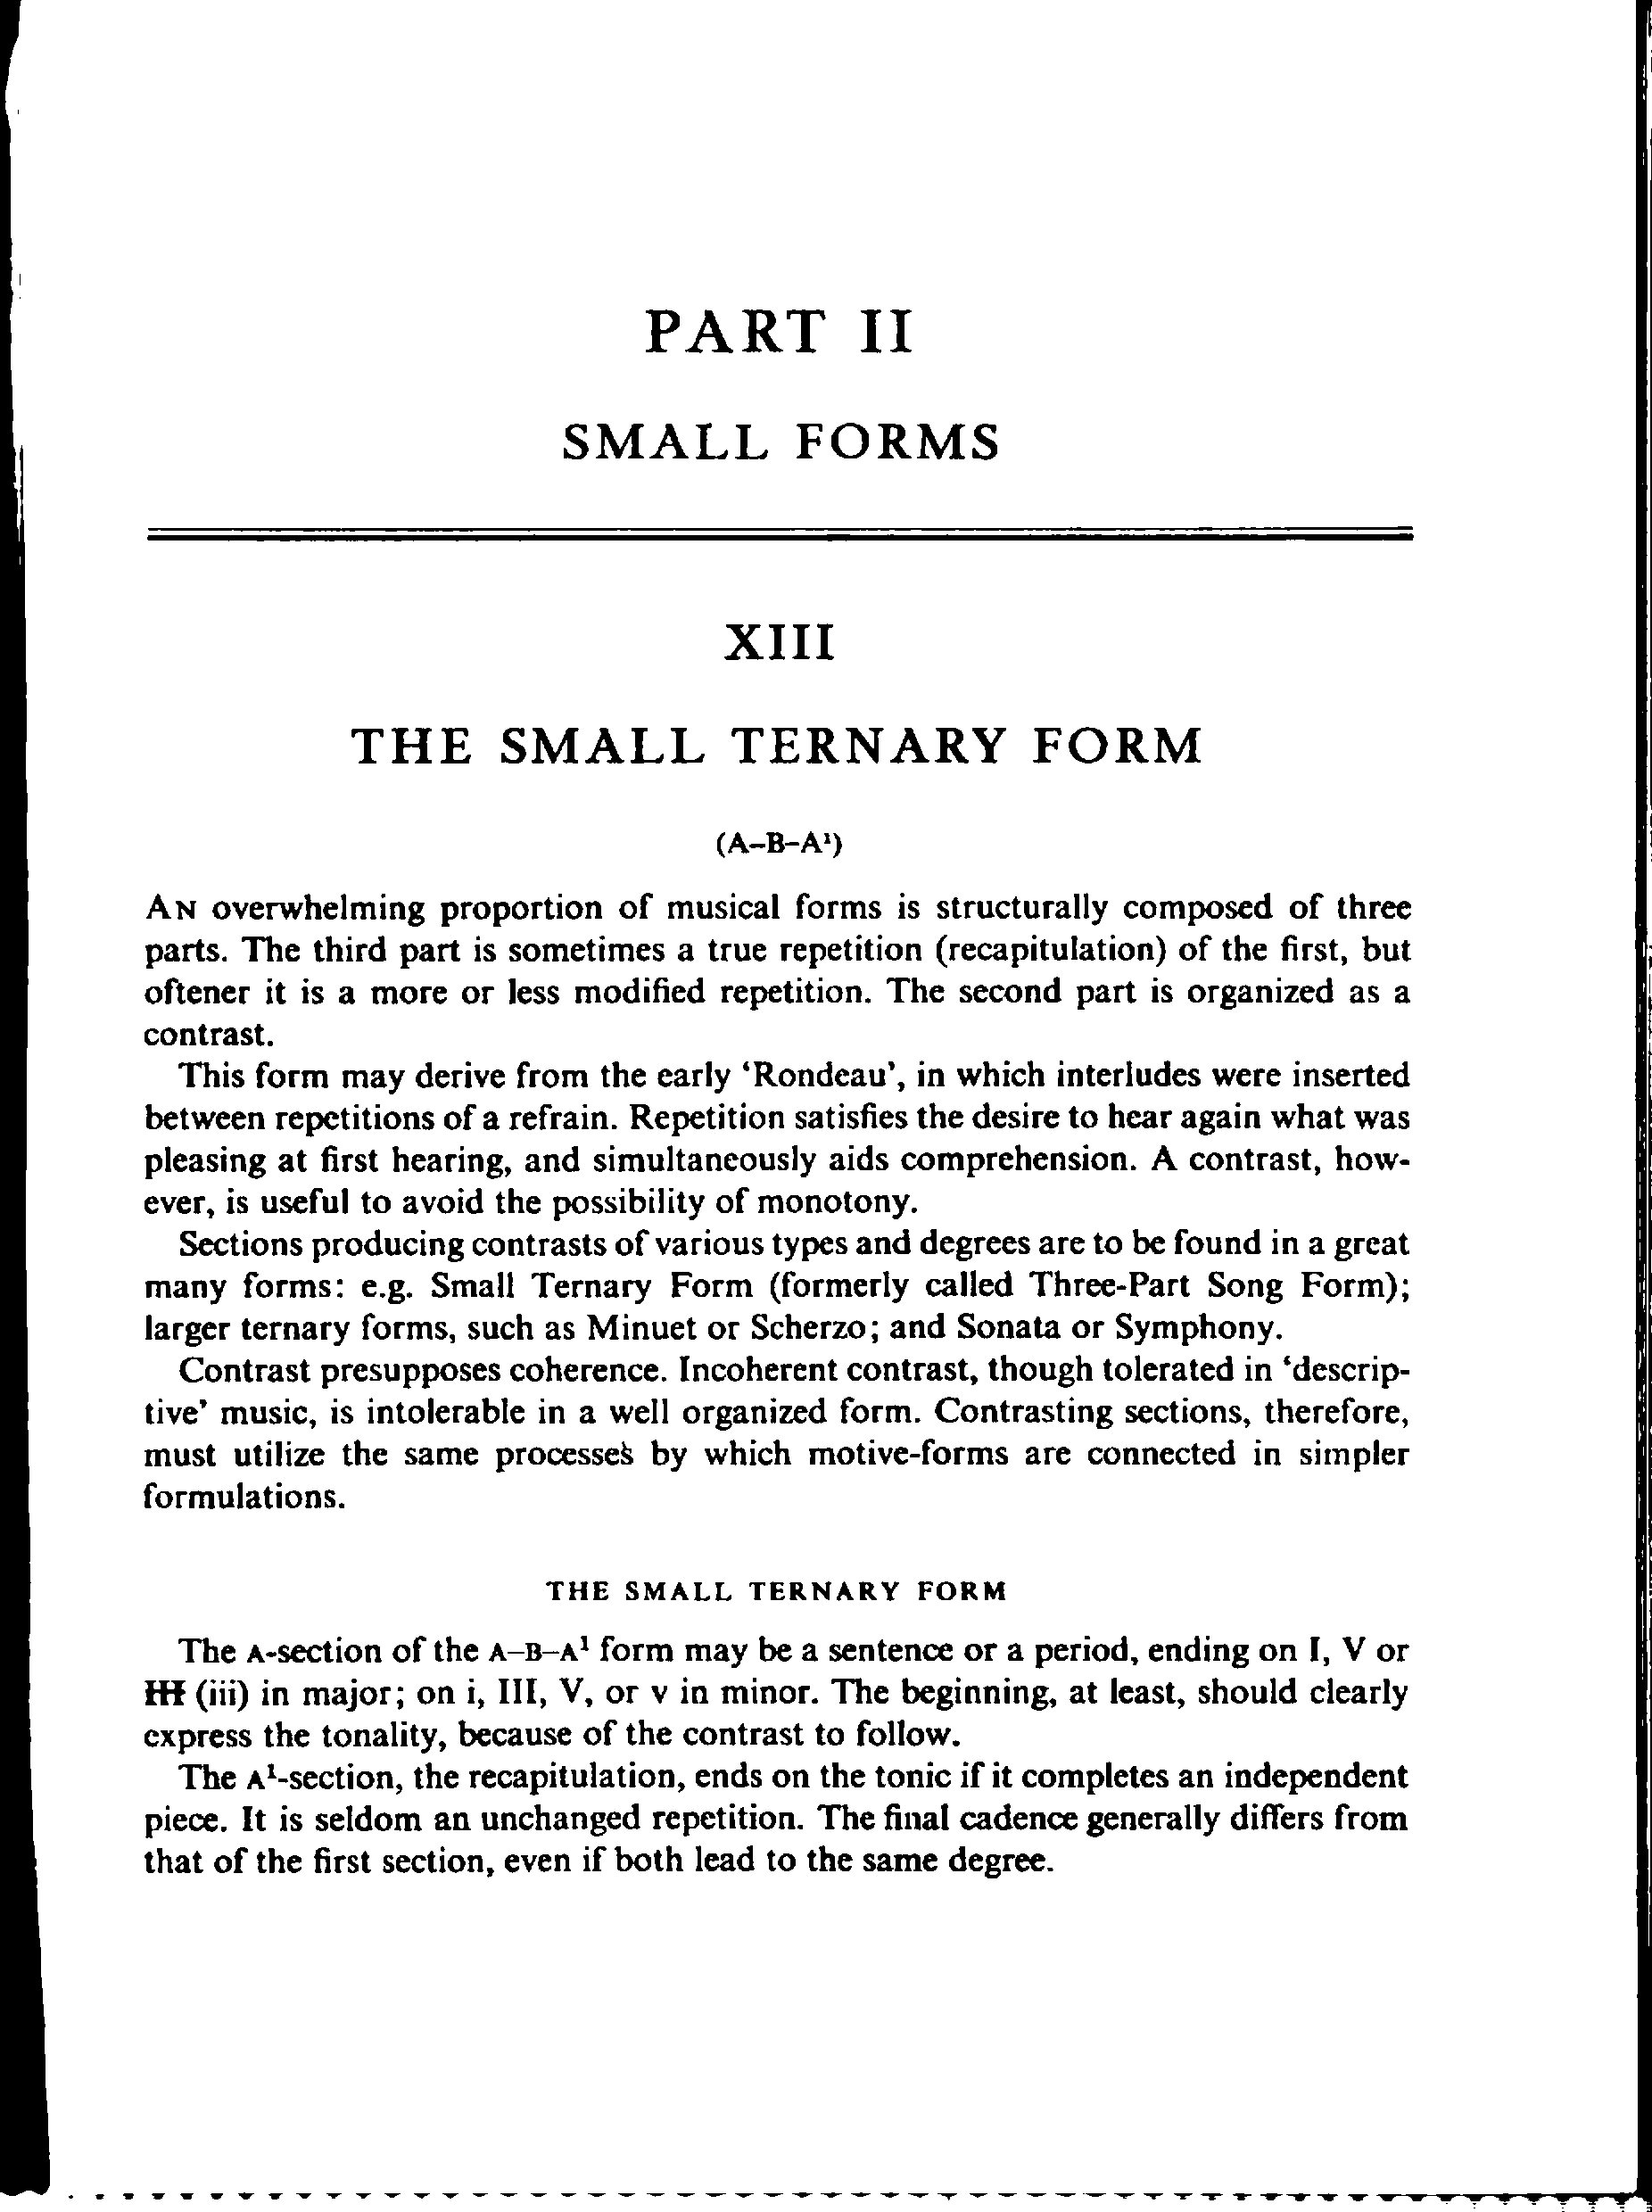 PART II
SMALL FORMS
XIII
THE SMALL TERNARY FORM
(A–B–A¹)
AN overwhelming proportion of musical forms is structurally composed of three
parts. The third part is sometimes a true repetition (recapitulation) of the first, but
oftener it is a more or less modified repetition. The second part is organized as a
contrast.
This form may derive from the early ‘Rondeau’, in which interludes were inserted
between repetitions of a refrain. Repetition satisfies the desire to hear again what was
pleasing at first hearing, and simultaneously aids comprehension. A contrast, how-
ever, is useful to avoid the possibility of monotony.
Sections producing contrasts of various types and degrees are to be found in a great
many forms: e.g. Small Ternary Form (formerly called Three-Part Song Form);
larger ternary forms, such as Minuet or Scherzo; and Sonata or Symphony.
Contrast presupposes coherence. Incoherent contrast, though tolerated in ‘descrip-
tive’ music, is intolerable in a well organized form. Contrasting sections, therefore,
must utilize the same processes by which motive-forms are connected in simpler
formulations.
THE SMALL TERNARY FORM
The A-section of the A–B–A¹ form may be a sentence or a period, ending on I, V or
III (iii) in major; on i, III, V, or v in minor. The beginning, at least, should clearly
express the tonality, because of the contrast to follow.
The A¹-section, the recapitulation, ends on the tonic if it completes an independent
piece. It is seldom an unchanged repetition. The final cadence generally differs from
that of the first section, even if both lead to the same degree.